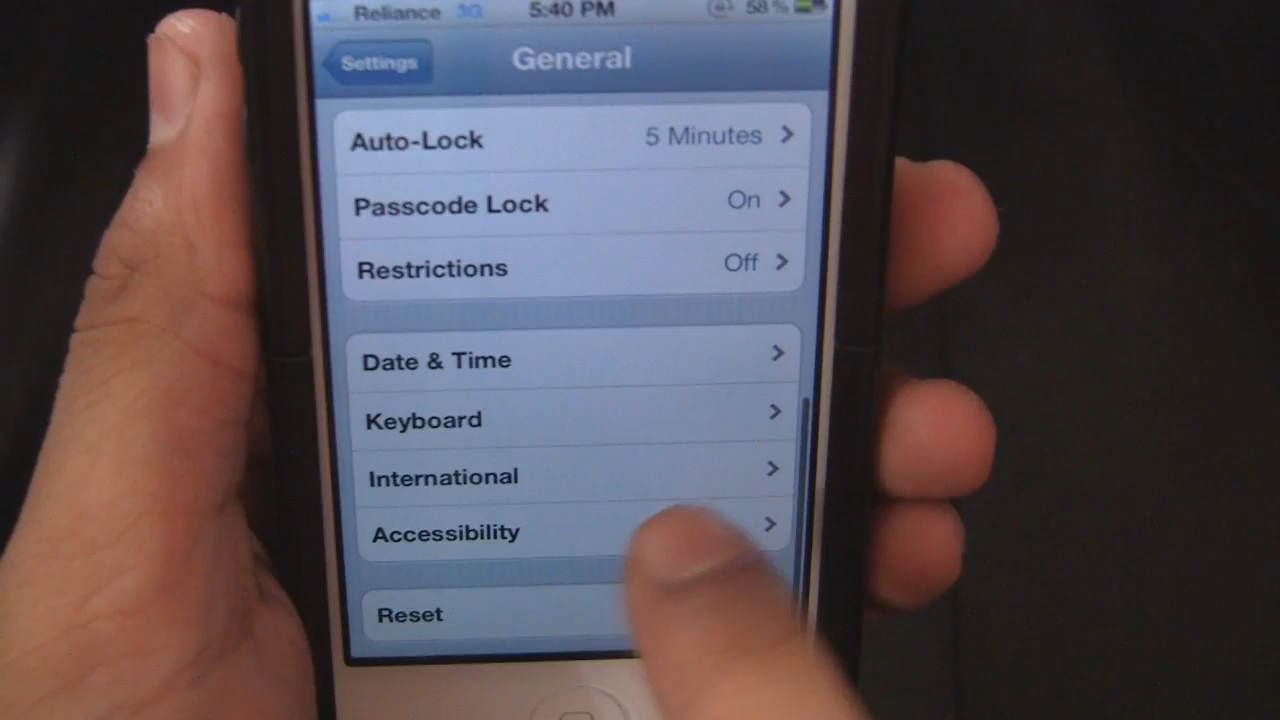 Reliance 3G 5:40 PM 58 %
Settings General
Auto-Lock 5 Minutes
Passcode Lock On
Restrictions Off
Date & Time
Keyboard
International
Accessibility
Reset